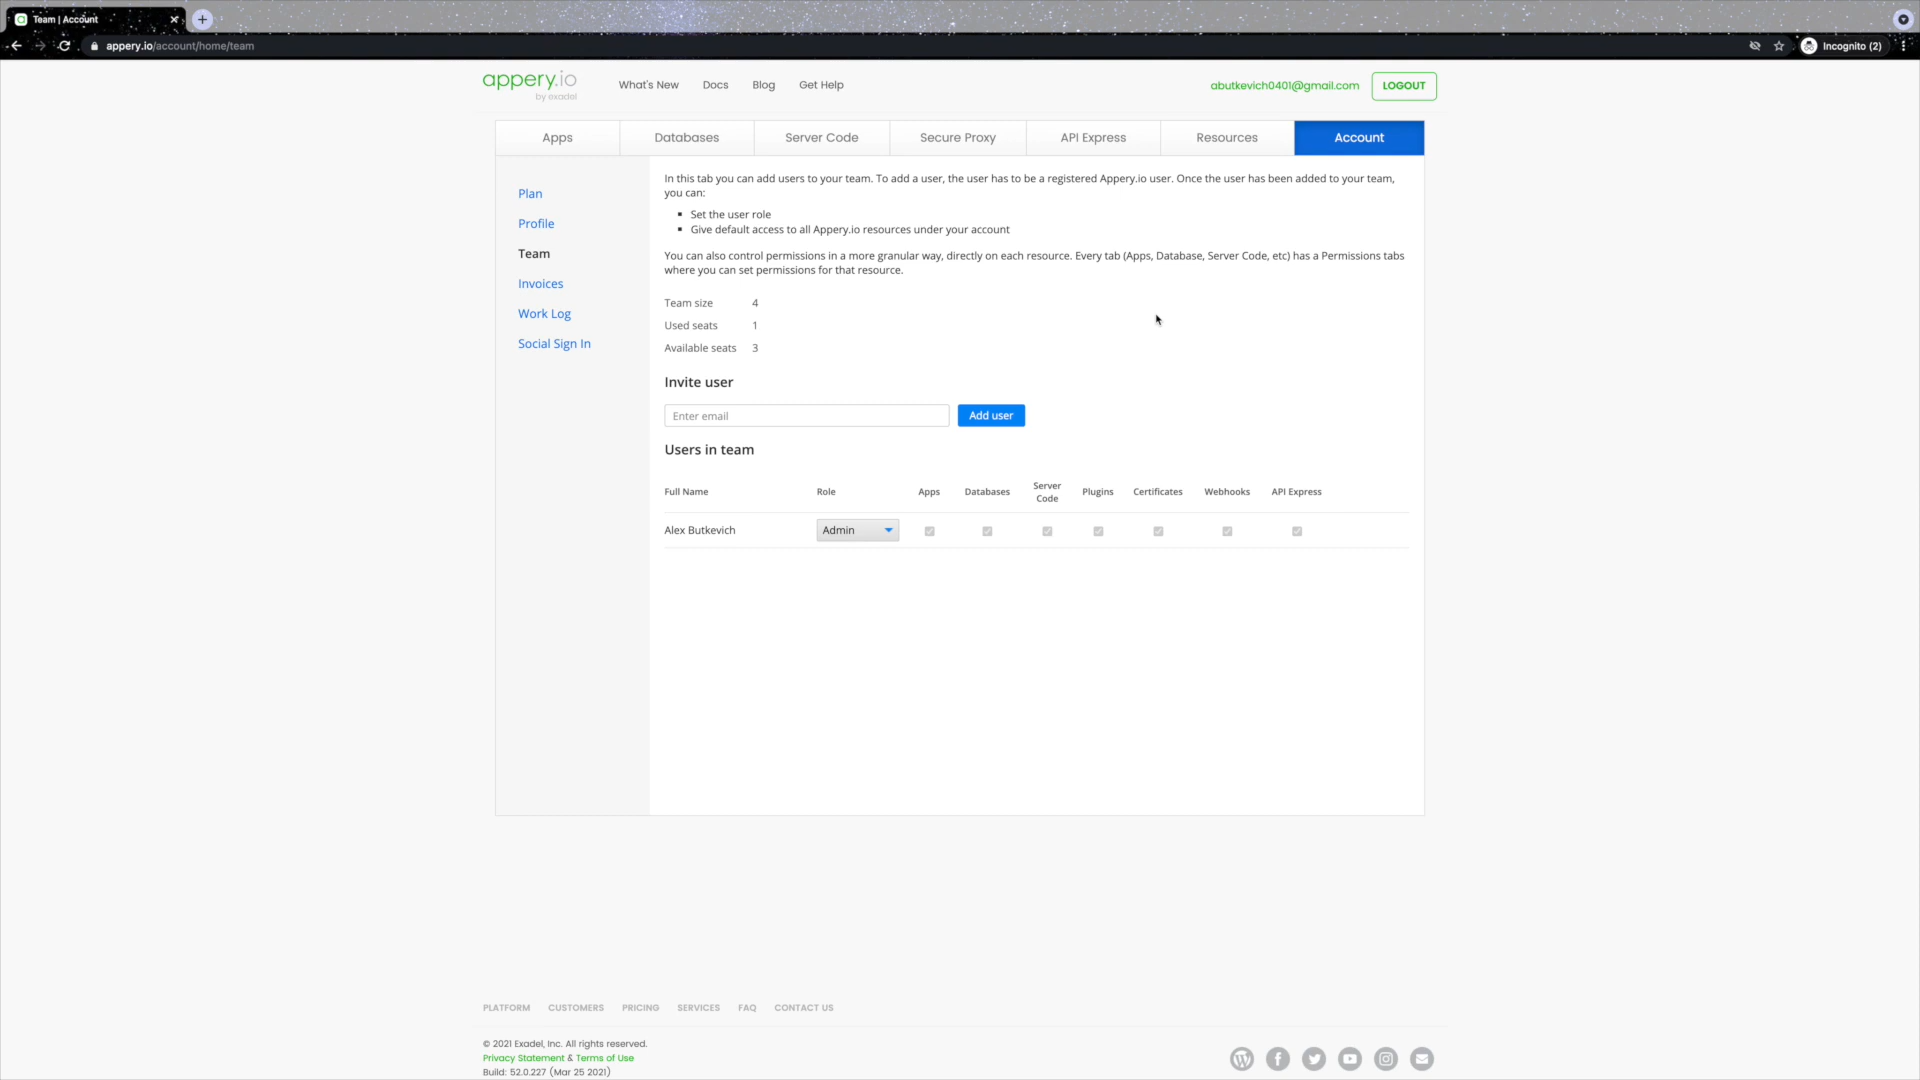 Team | Account
appery.io/account/home/team
Incognito (2)
appery.io
by exadel
What's New
Docs
Blog
Get Help
abutkevich0401@gmail.com
LOGOUT
Apps
Databases
Server Code
Secure Proxy
API Express
Resources
Account
Plan
Profile
Team
Invoices
Work Log
Social Sign In
In this tab you can add users to your team. To add a user, the user has to be a registered Appery.io user. Once the user has been added to your team,
you can:
Set the user role
Give default access to all Appery.io resources under your account
You can also control permissions in a more granular way, directly on each resource. Every tab (Apps, Database, Server Code, etc) has a Permissions tabs
where you can set permissions for that resource.
Team size 4
Used seats 1
Available seats 3
Invite user
Enter email
Add user
Users in team
Full Name Role Apps Databases Server Code Plugins Certificates Webhooks API Express
Alex Butkevich Admin
PLATFORM CUSTOMERS PRICING SERVICES FAQ CONTACT US
© 2021 Exadel, Inc. All rights reserved.
Privacy Statement & Terms of Use
Build: 52.0.227 (Mar 25 2021)